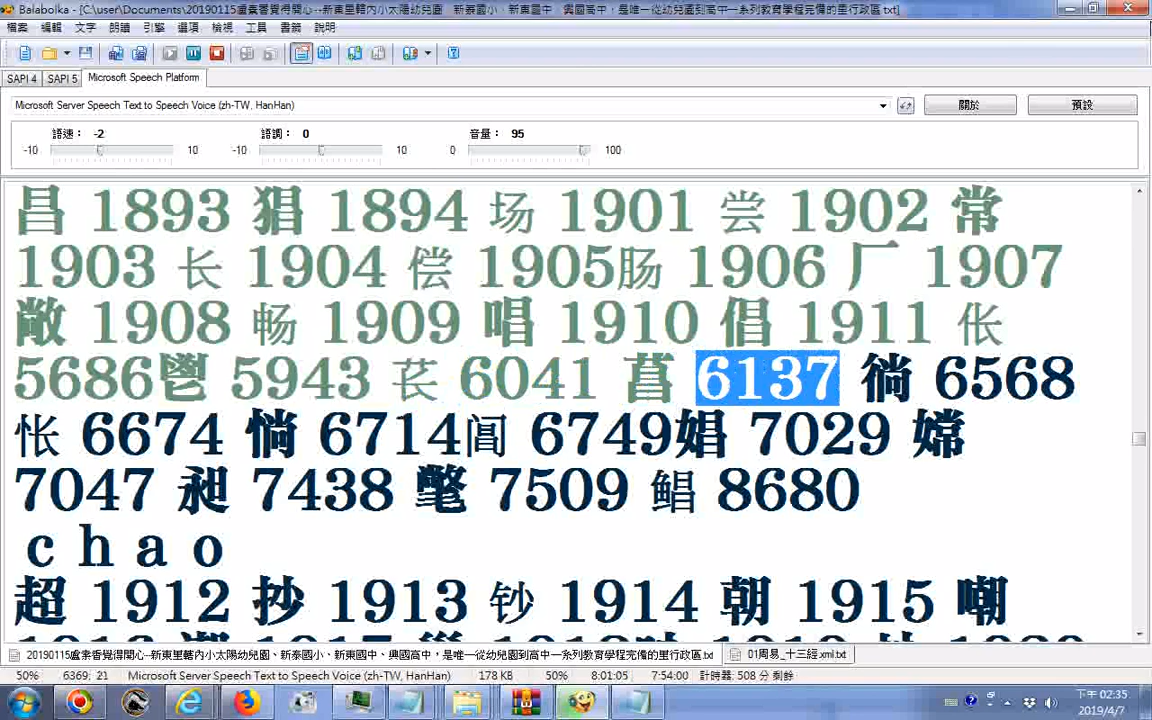 Balabolka - [C:\user\Documents\20190115盧素香覺得開心--新東里轄內小太陽幼兒園 新泰國小、新東國中、興國高中，是唯一從幼兒園到高中一系列教育學程完備的里行政區.txt]
檔案 編輯 文字 朗讀 引擎 選項 檢視 工具 書籤 說明
SAPI 4 SAPI 5 Microsoft Speech Platform
Microsoft Server Speech Text to Speech Voice (zh-TW, HanHan) 關於 預設
語速： -2 語調： 0 音量： 95
-10 10 -10 10 0 100
昌 1893 猖 1894 场 1901 尝 1902 常
1903 长 1904 偿 1905肠 1906 厂 1907
敞 1908 畅 1909 唱 1910 倡 1911 伥
5686鬯 5943 苌 6041 菖 6137 徜 6568
怅 6674 惝 6714阊 6749娼 7029 嫦
7047 昶 7438 氅 7509 鲳 8680
c h a o
超 1912 抄 1913 钞 1914 朝 1915 嘲
20190115盧素香覺得開心--新東里轄內小太陽幼兒園、新泰國小、新東國中、興國高中，是唯一從幼兒園到高中一系列教育學程完備的里行政區.txt 01周易_十三經.xml.txt
50% 6369, 21 Microsoft Server Speech Text to Speech Voice (zh-TW, HanHan) 178 KB 50% 8:01:05 7:54:00 計時器: 508 分 剩餘
下午 02:35
2019/4/7